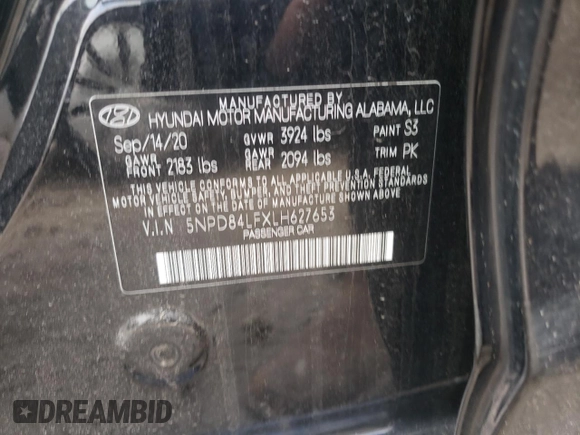 MANUFACTURED BY
HYUNDAI MOTOR MANUFACTURING ALABAMA, LLC
Sep/14/20 GVWR 3924 lbs PAINT S3
GAWR FRONT 2183 lbs GAWR REAR 2094 lbs TRIM PK
THIS VEHICLE CONFORMS TO ALL APPLICABLE U.S.A FEDERAL
MOTOR VEHICLE SAFETY BUMPER, AND THEFT PREVENTION STANDARDS
IN EFFECT ON THE DATE OF MANUFACTURE SHOWN ABOVE.
V.I.N 5NPD84LFXLH627653
PASSENGER CAR
DREAMBID